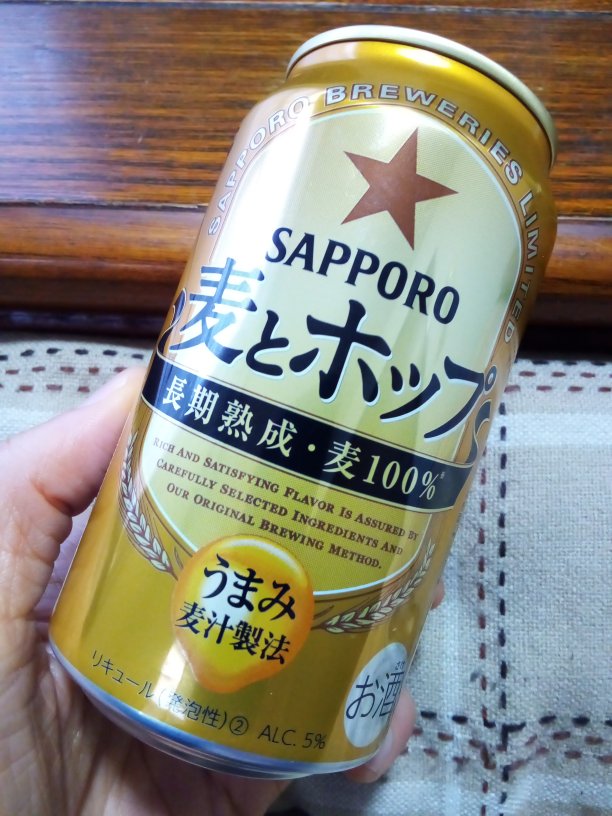 SAPPORO BREWERIES LIMITED
SAPPORO
麦とホップ
長期熟成・麦100%※
RICH AND SATISFYING FLAVOR IS ASSURED BY
CAREFULLY SELECTED INGREDIENTS AND
OUR ORIGINAL BREWING METHOD.
うまみ
麦汁製法
リキュール(発泡性)② ALC. 5%
さけ
お酒